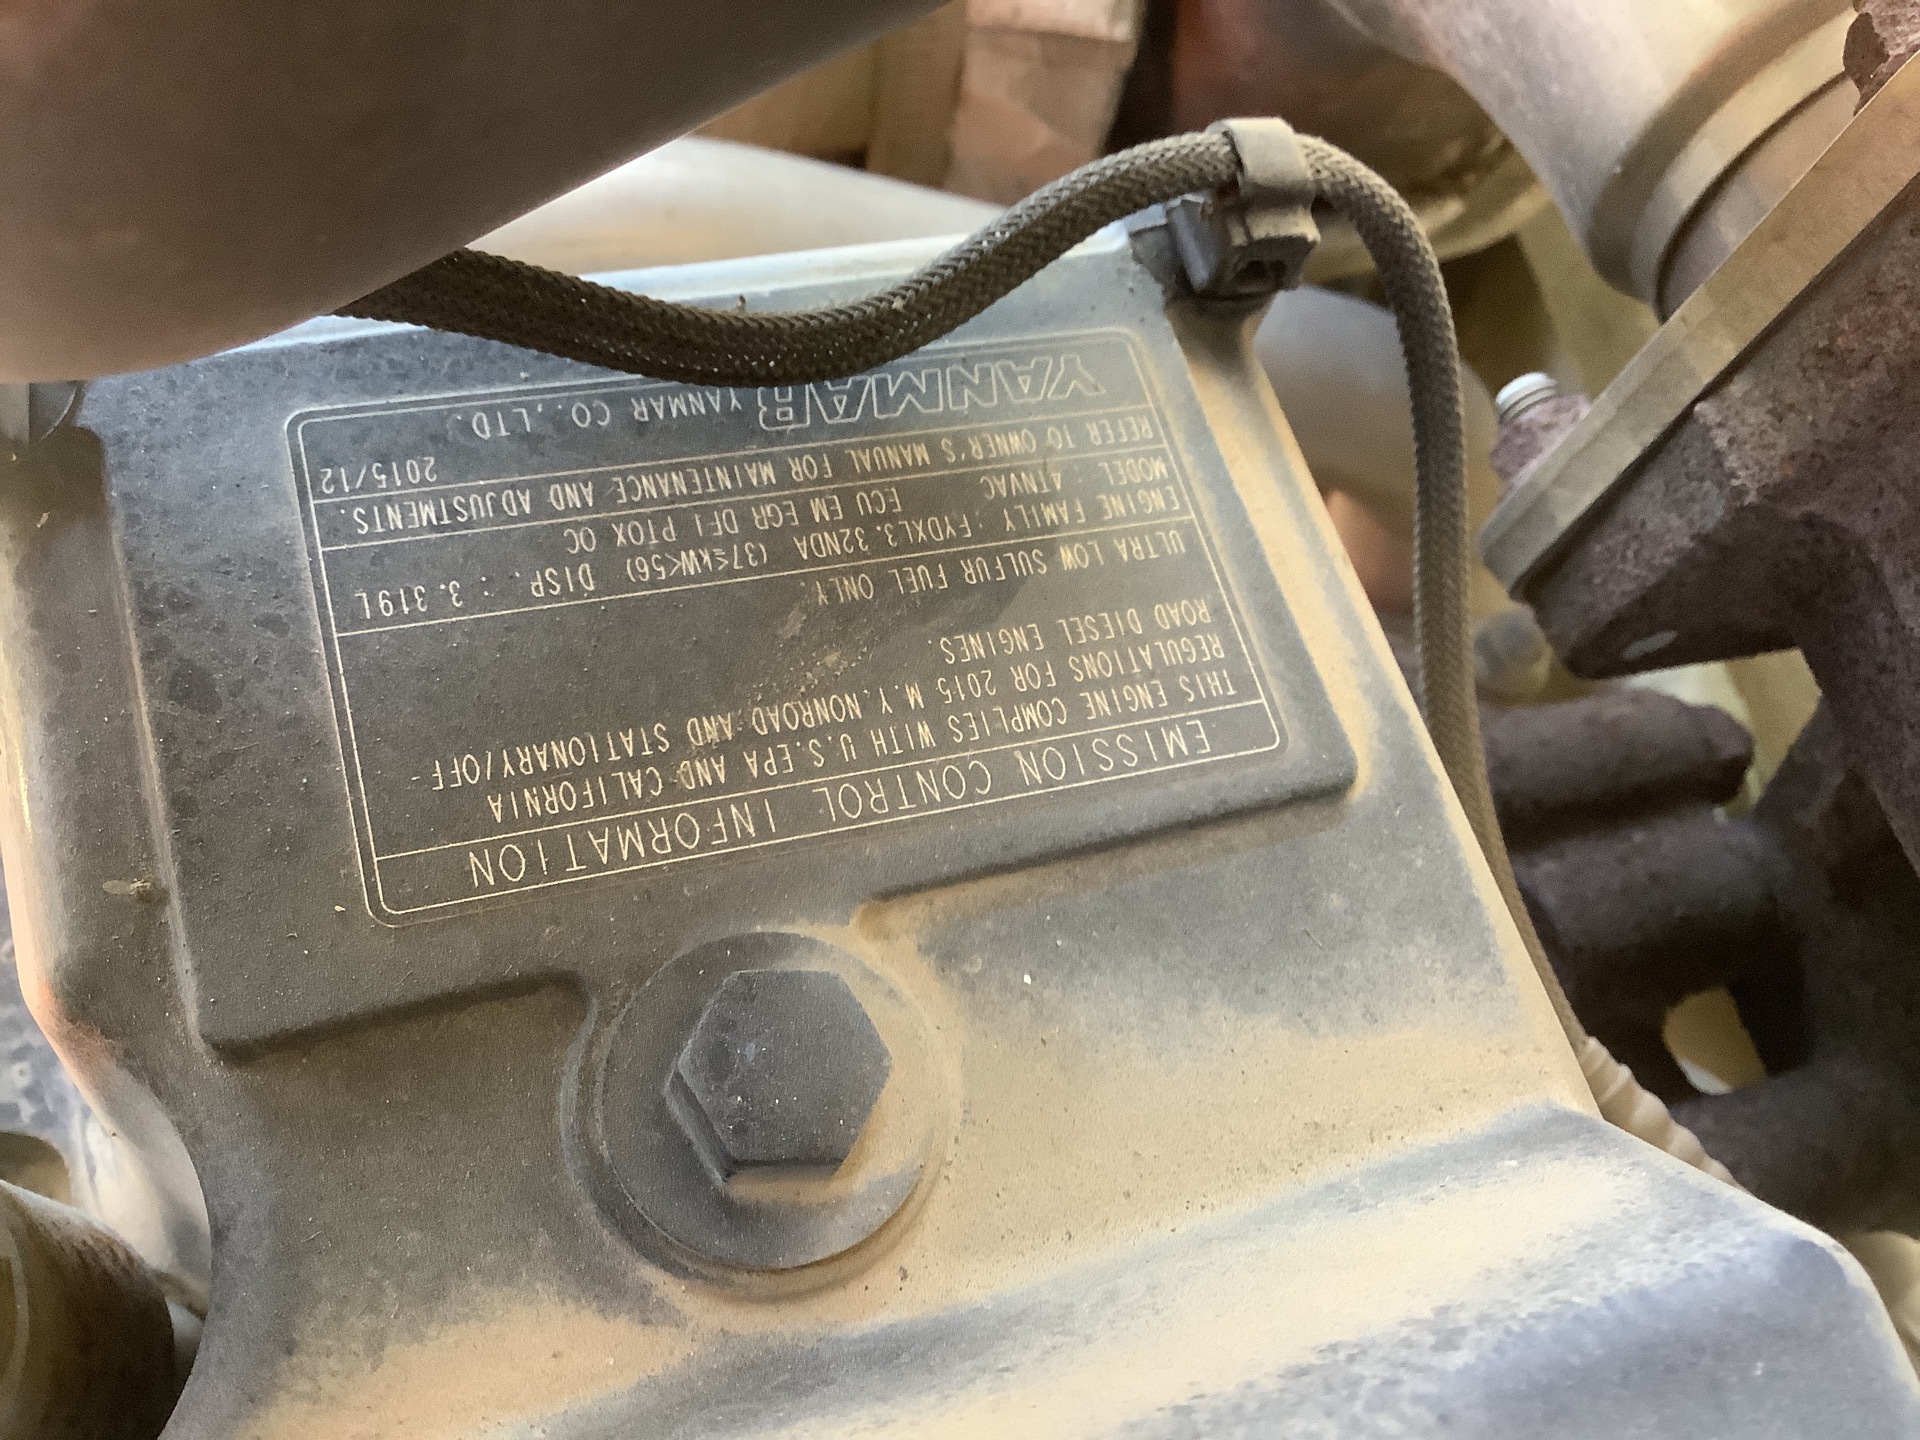 EMISSION CONTROL INFORMATION
THIS ENGINE COMPLIES WITH U.S.EPA AND CALIFORNIA
REGULATIONS FOR 2015 M.Y.NONROAD AND STATIONARY/OFF-
ROAD DIESEL ENGINES.
ULTRA LOW SULFUR FUEL ONLY.
ENGINE FAMILY : FYDXL3.32NDA (37≦kW<56) DISP. : 3.319L
MODEL : 4TNVAC ECU EM EGR DFI PTOX OC
REFER TO OWNER'S MANUAL FOR MAINTENANCE AND ADJUSTMENTS.
2015/12
YANMAR YANMAR CO.,LTD.